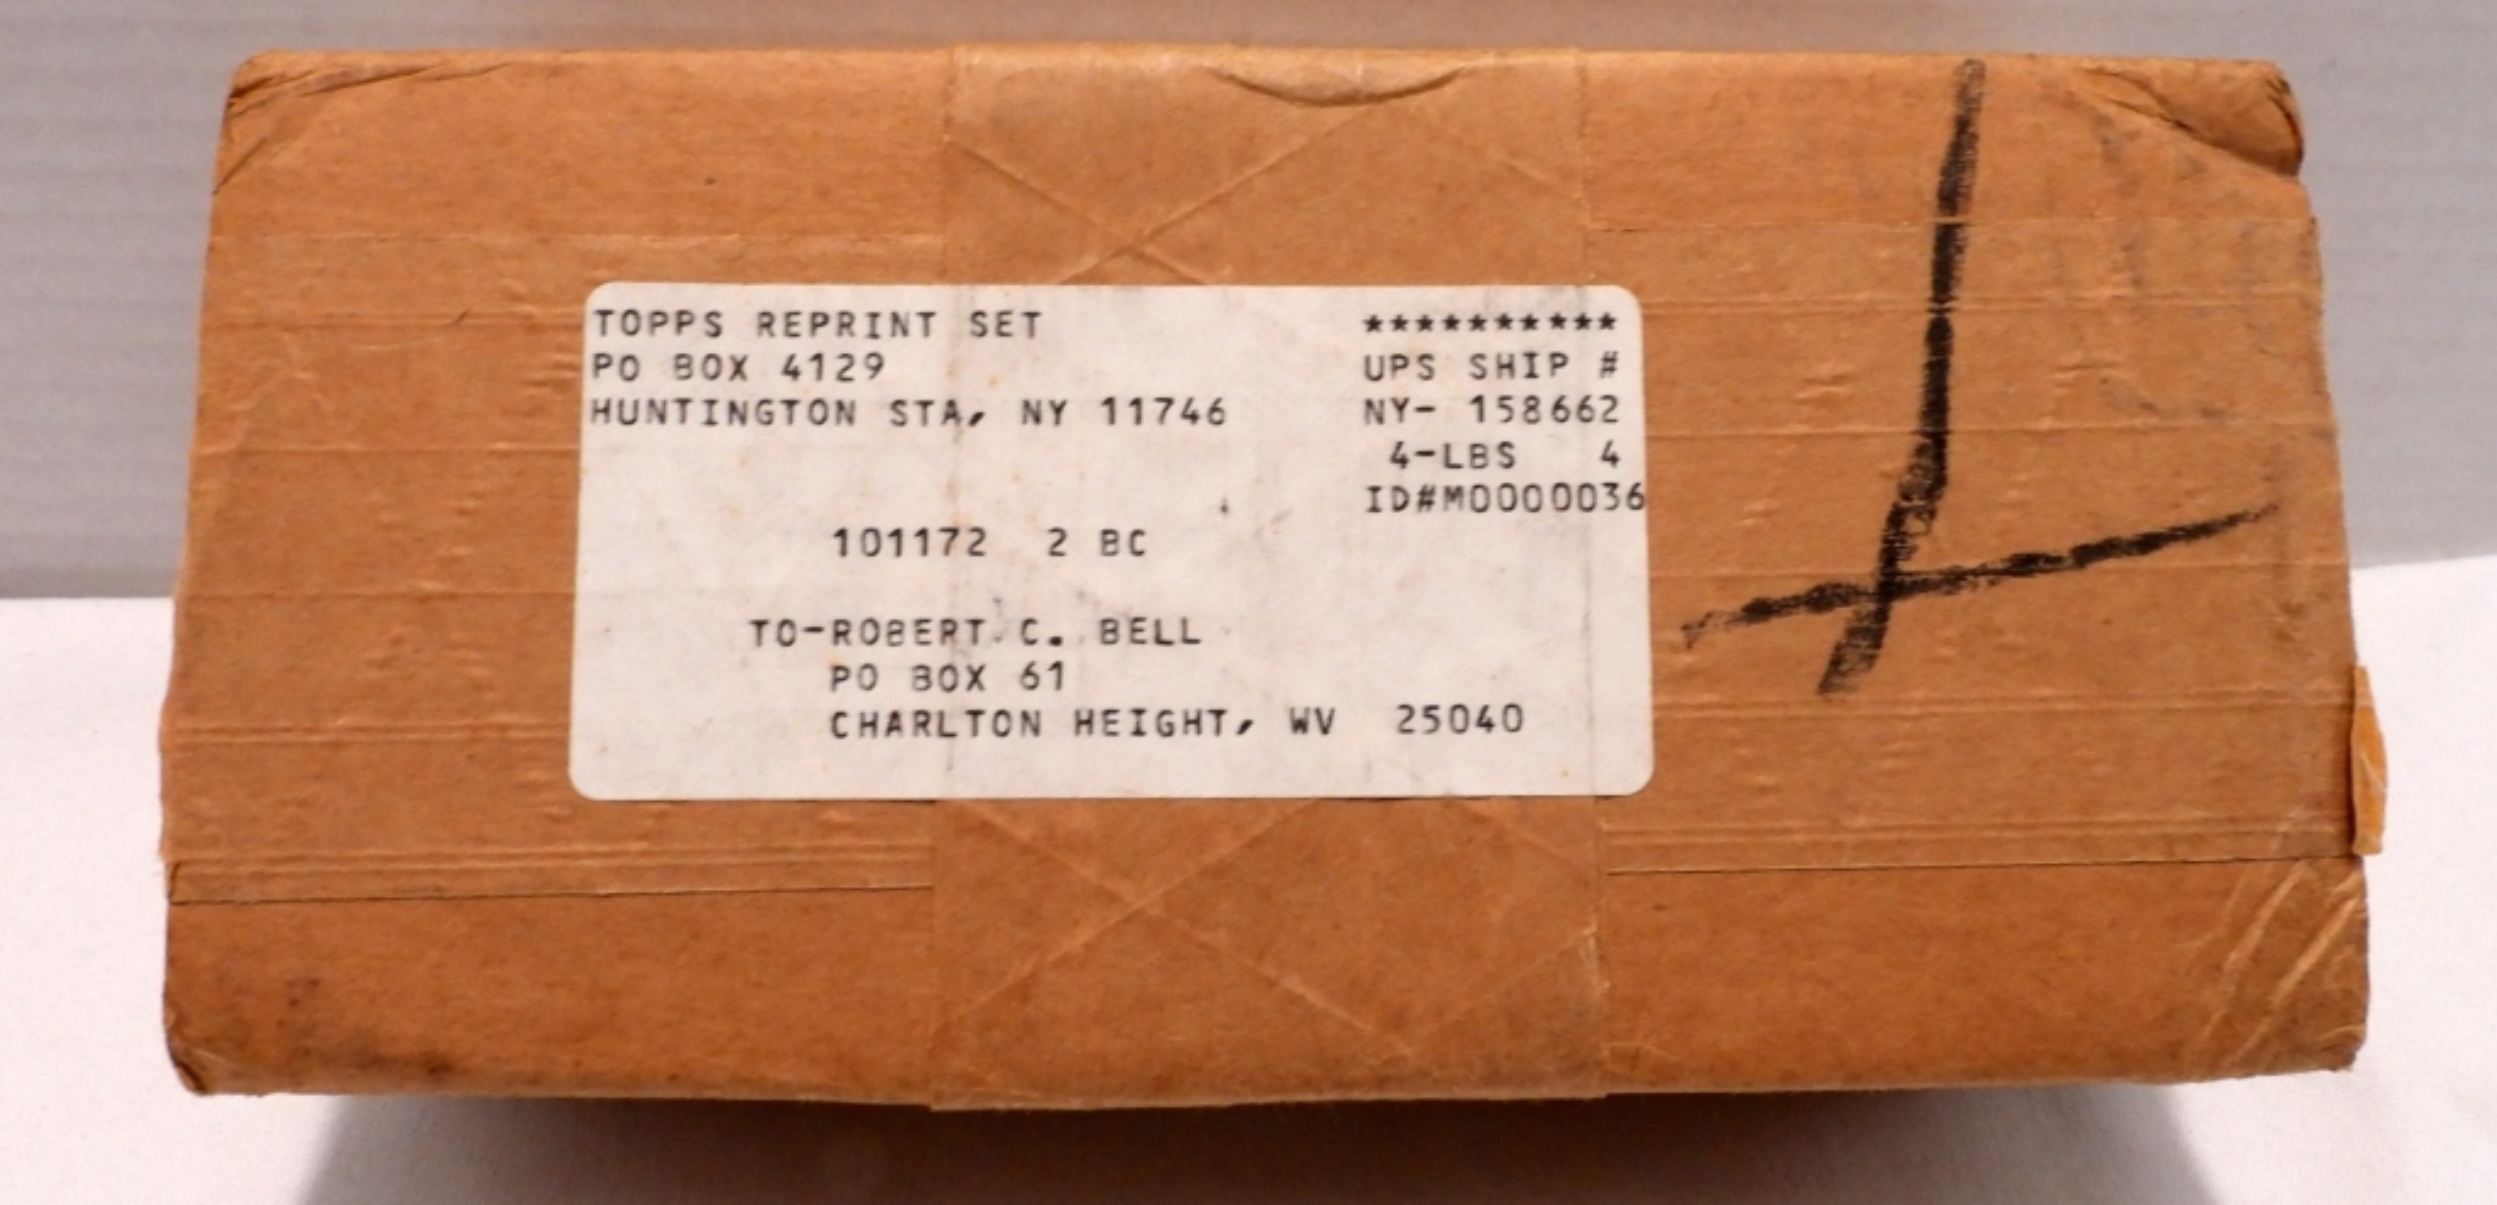 TOPPS REPRINT SET
PO BOX 4129
HUNTINGTON STA, NY 11746
**********
UPS SHIP #
NY- 158662
4-LBS 4
ID#M0000036
101172 2 BC
TO-ROBERT C. BELL
PO BOX 61
CHARLTON HEIGHT, WV 25040